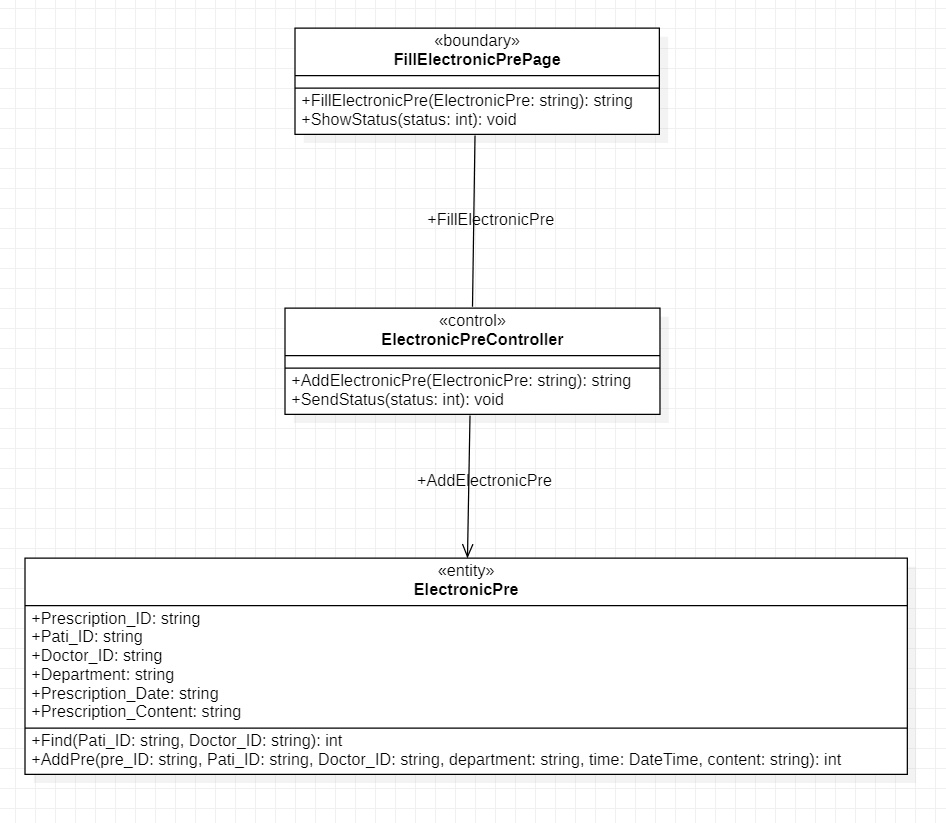 «boundary»
FillElectronicPrePage
+FillElectronicPre(ElectronicPre: string): string
+ShowStatus(status: int): void
+FillElectronicPre
«control»
ElectronicPreController
+AddElectronicPre(ElectronicPre: string): string
+SendStatus(status: int): void
+AddElectronicPre
«entity»
ElectronicPre
+Prescription_ID: string
+Pati_ID: string
+Doctor_ID: string
+Department: string
+Prescription_Date: string
+Prescription_Content: string
+Find(Pati_ID: string, Doctor_ID: string): int
+AddPre(pre_ID: string, Pati_ID: string, Doctor_ID: string, department: string, time: DateTime, content: string): int